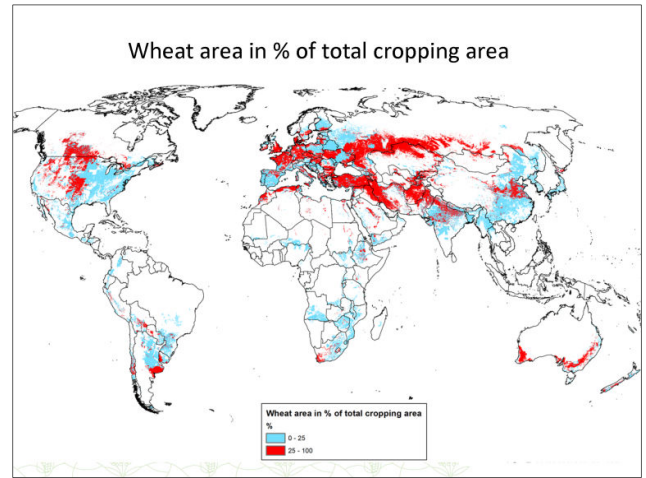 Wheat area in % of total cropping area
Wheat area in % of total cropping area
%
0 - 25
25 - 100